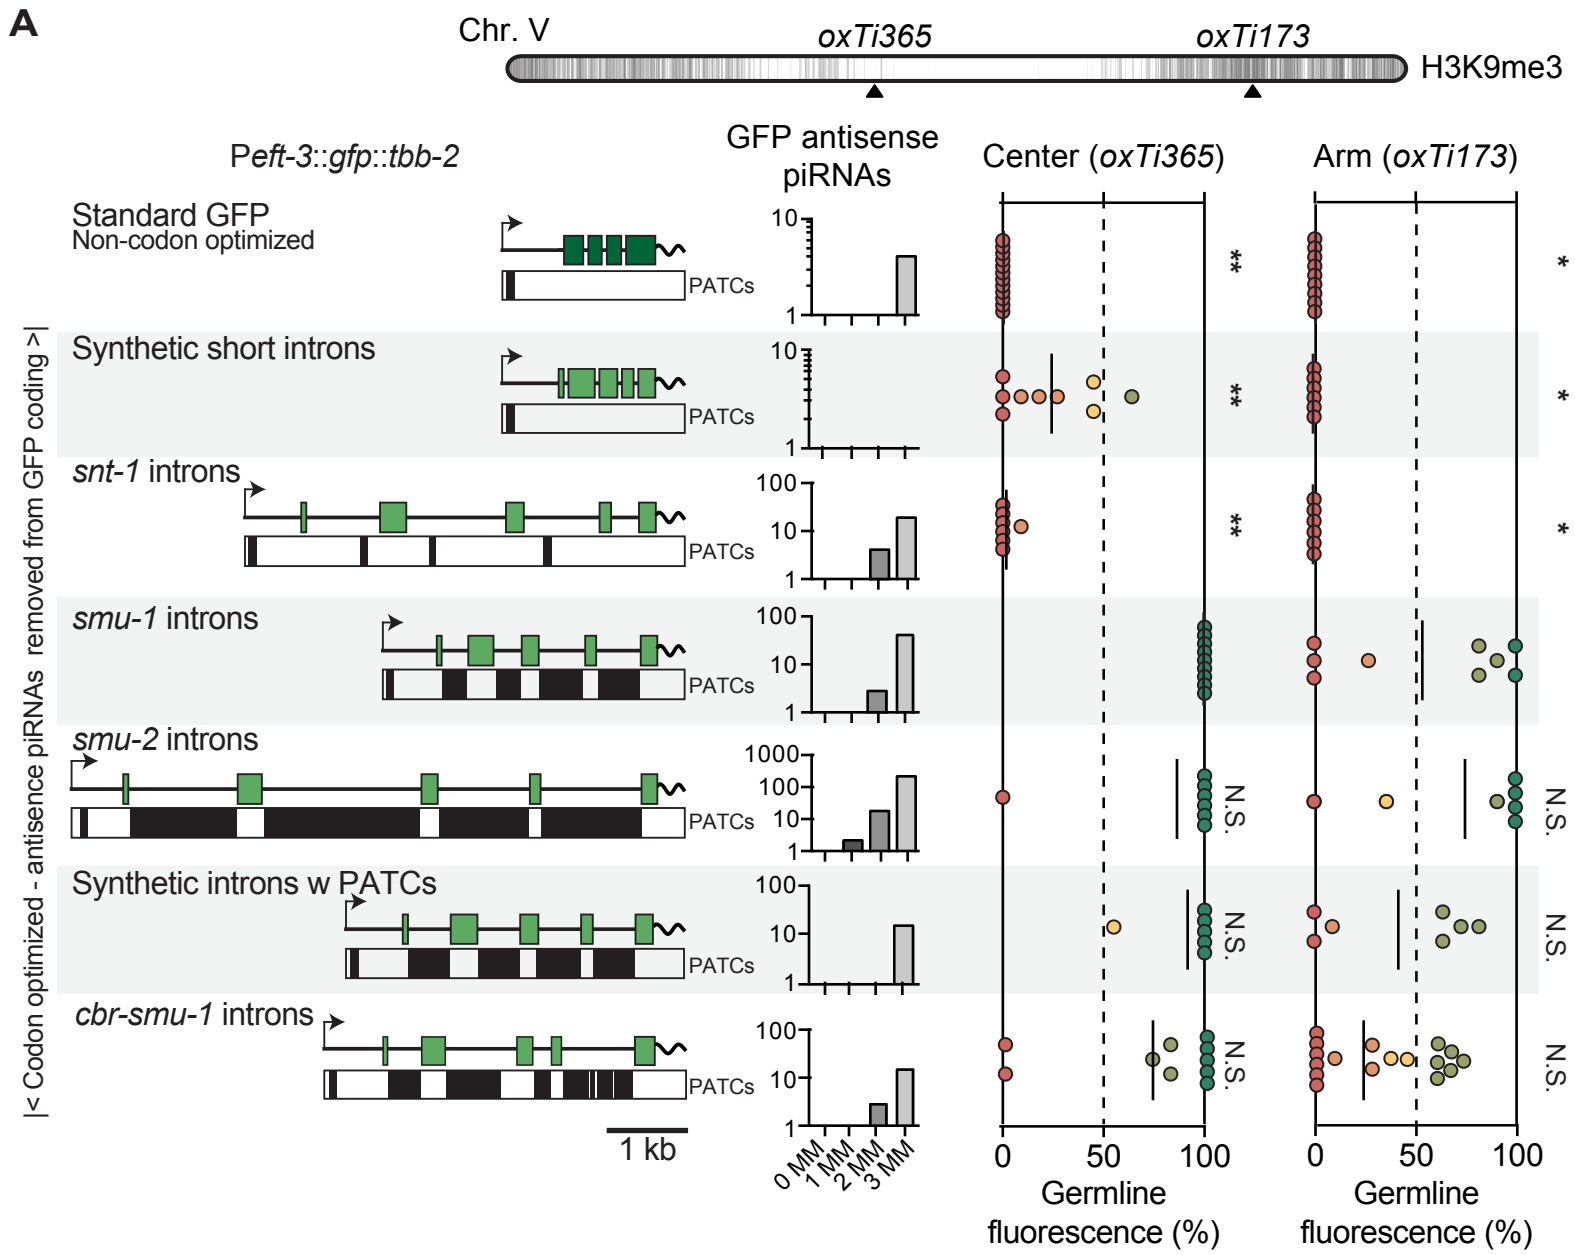 A
Chr. V
oxTi365
oxTi173
H3K9me3
Peft-3::gfp::tbb-2
GFP antisense
piRNAs
Center (oxTi365)
Arm (oxTi173)
Standard GFP
Non-codon optimized
PATCs
10
1
**
*
Synthetic short introns
PATCs
10
1
**
*
snt-1 introns
PATCs
100
10
1
**
*
smu-1 introns
PATCs
100
10
1
smu-2 introns
PATCs
1000
100
10
1
N.S.
N.S.
Synthetic introns w PATCs
PATCs
100
10
1
N.S.
N.S.
cbr-smu-1 introns
PATCs
100
10
1
N.S.
N.S.
|< Codon optimized - antisence piRNAs removed from GFP coding >|
1 kb
0 MM
1 MM
2 MM
3 MM
0 50 100
Germline
fluorescence (%)
0 50 100
Germline
fluorescence (%)